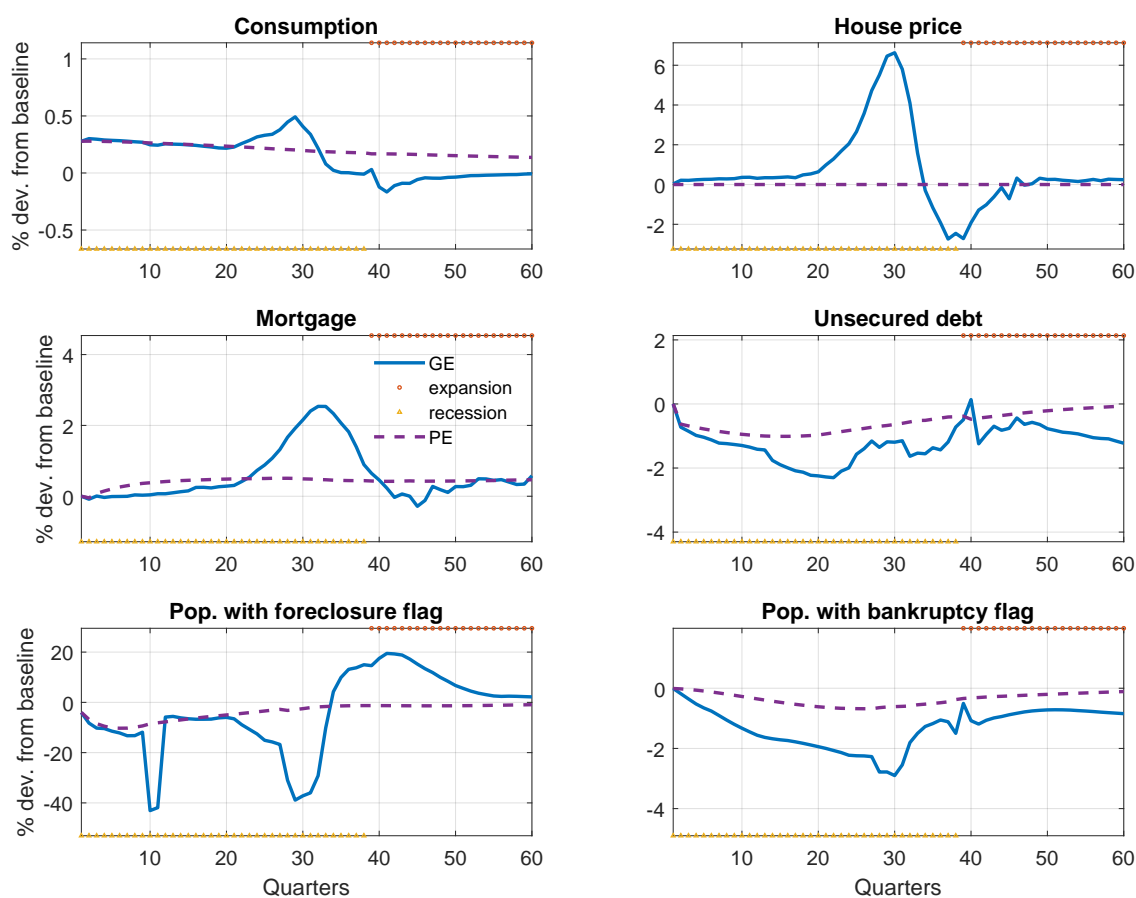 Consumption
% dev. from baseline
1
0.5
0
-0.5
10 20 30 40 50 60
House price
6
4
2
0
-2
10 20 30 40 50 60
Mortgage
% dev. from baseline
4
2
0
GE
expansion
recession
PE
10 20 30 40 50 60
Unsecured debt
2
0
-2
-4
10 20 30 40 50 60
Pop. with foreclosure flag
% dev. from baseline
20
0
-20
-40
10 20 30 40 50 60
Quarters
Pop. with bankruptcy flag
0
-2
-4
10 20 30 40 50 60
Quarters